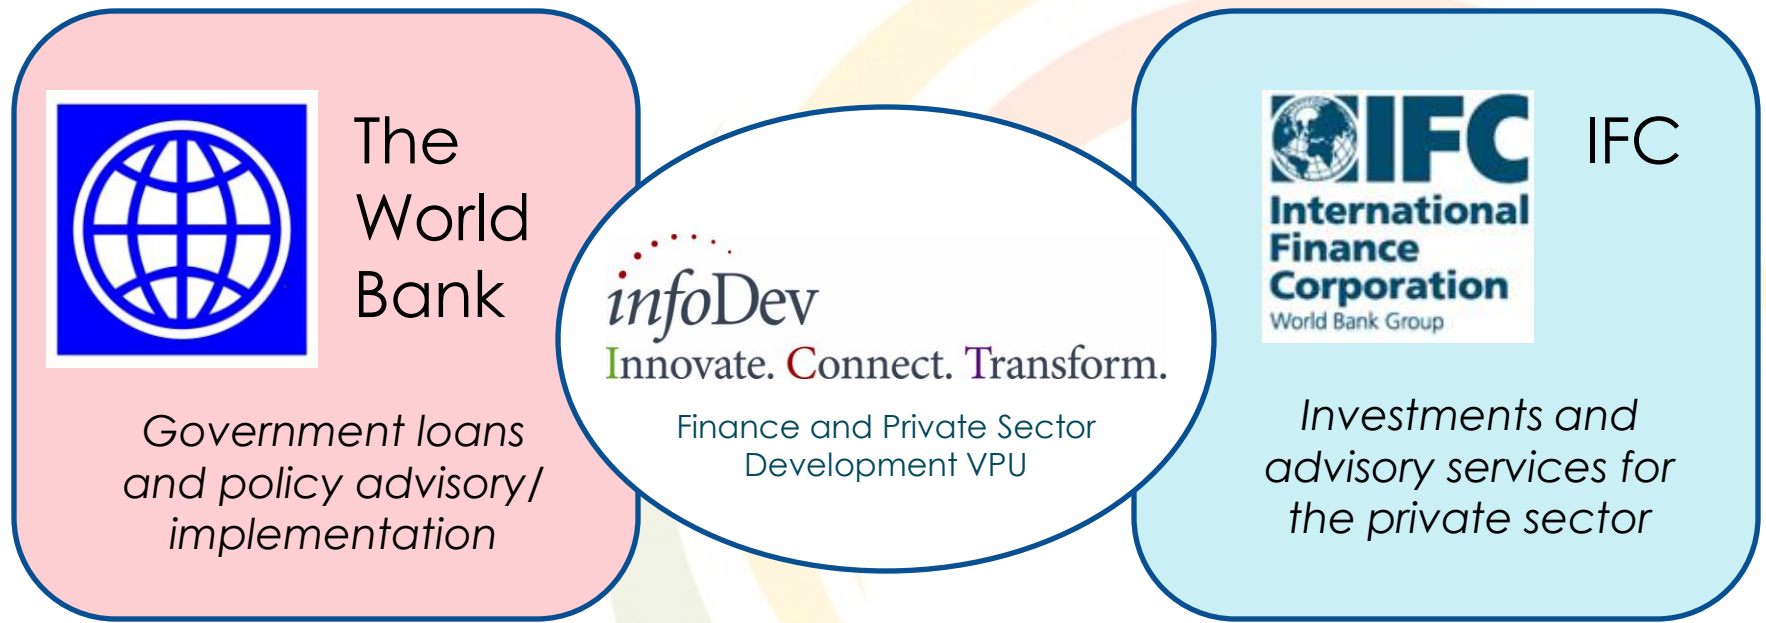 The
World
Bank
Government loans
and policy advisory/
implementation
infoDev
Innovate. Connect. Transform.
Finance and Private Sector
Development VPU
IFC
International
Finance
Corporation
World Bank Group
IFC
Investments and
advisory services for
the private sector